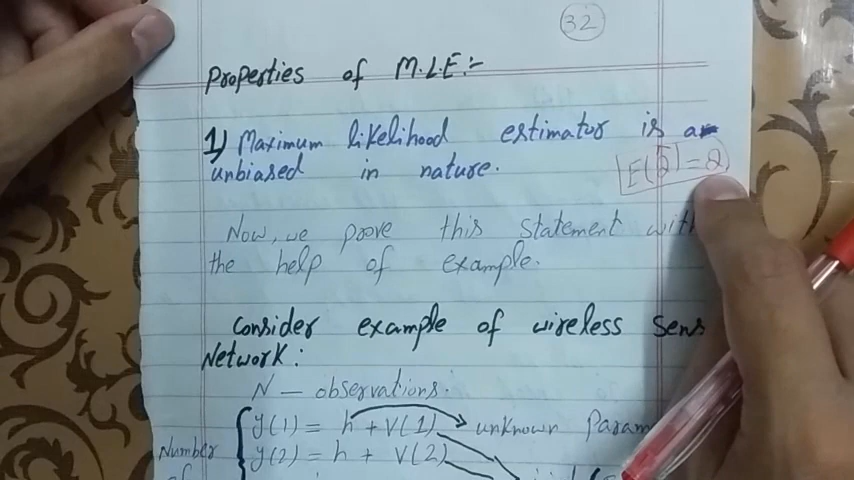 32
Properties of M.L.E:-
1) Maximum likelihood estimator is a
unbiased in nature.
Now, we prove this statement with
the help of example.
Consider example of wireless Sens
Network:
N - observations.
y(1) = h + V(1) unknown Param
Number y(2) = h + V(2)
of